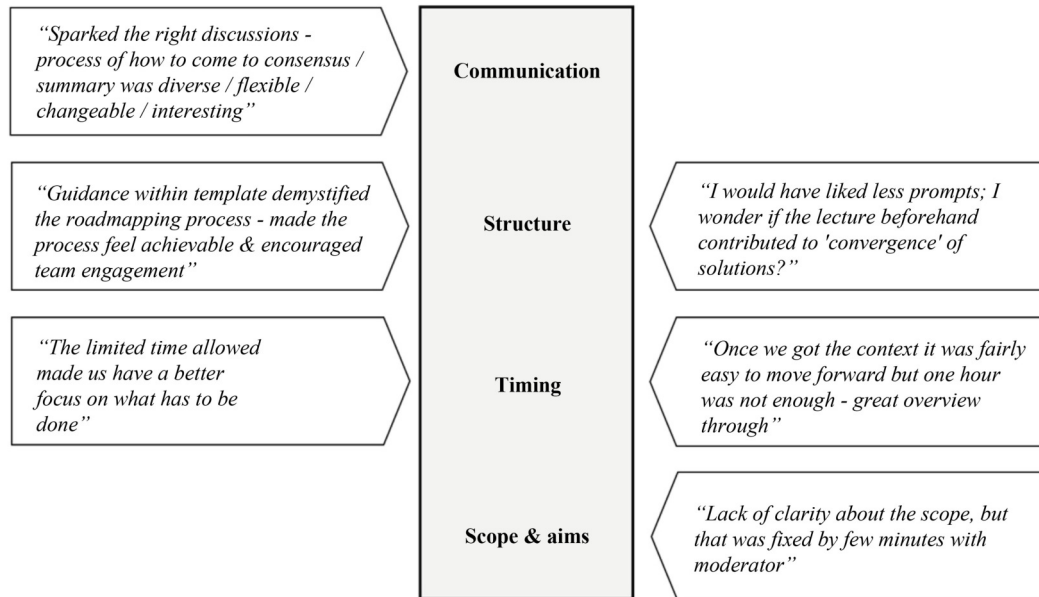 “Sparked the right discussions -
process of how to come to consensus /
summary was diverse / flexible /
changeable / interesting”
Communication
“Guidance within template demystified
the roadmapping process - made the
process feel achievable & encouraged
team engagement”
Structure
“I would have liked less prompts; I
wonder if the lecture beforehand
contributed to 'convergence' of
solutions?”
“The limited time allowed
made us have a better
focus on what has to be
done”
Timing
“Once we got the context it was fairly
easy to move forward but one hour
was not enough - great overview
through”
Scope & aims
“Lack of clarity about the scope, but
that was fixed by few minutes with
moderator”